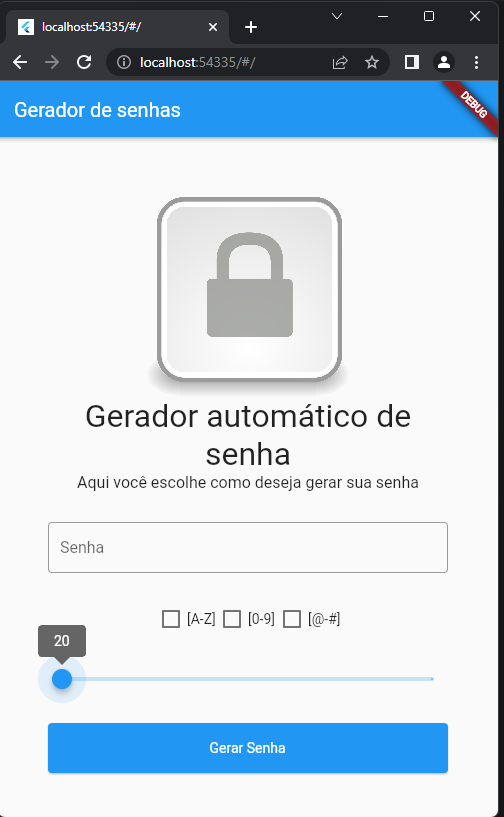 localhost:54335/#/
localhost:54335/#/
Gerador de senhas
DEBUG
Gerador automático de
senha
Aqui você escolhe como deseja gerar sua senha
Senha
[A-Z] [0-9] [@-#]
20
Gerar Senha